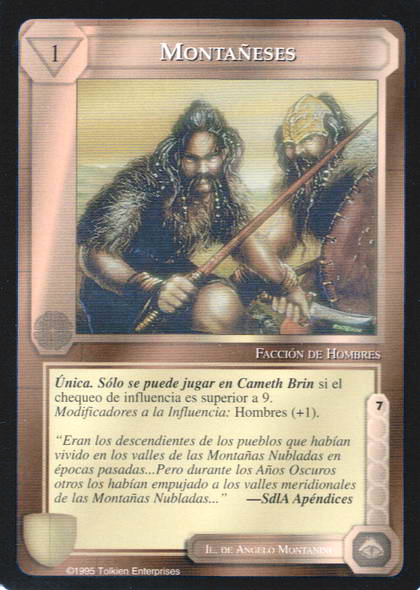 1
MONTAÑESES
FACCIÓN DE HOMBRES
Única. Sólo se puede jugar en Cameth Brin si el
chequeo de influencia es superior a 9.
Modificadores a la Influencia: Hombres (+1).
7
“Eran los descendientes de los pueblos que habían
vivido en los valles de las Montañas Nubladas en
épocas pasadas...Pero durante los Años Oscuros
otros los habían empujado a los valles meridionales
de las Montañas Nubladas...” —SdlA Apéndices
IL. DE ANGELO MONTANINI
©1995 Tolkien Enterprises